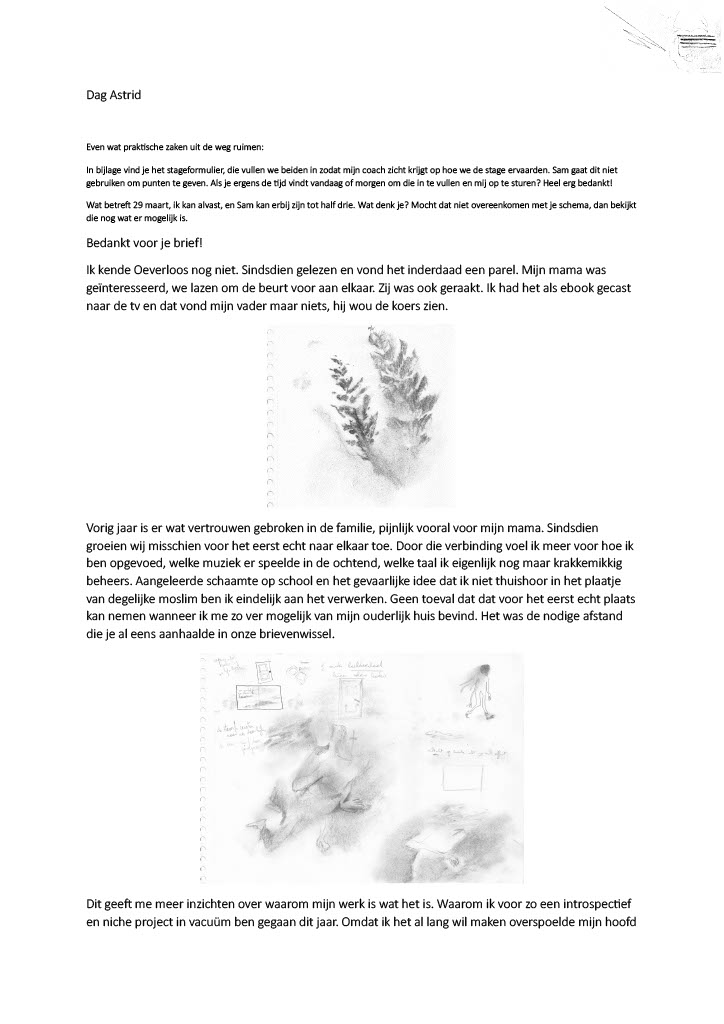 Dag Astrid
Even wat praktische zaken uit de weg ruimen:
In bijlage vind je het stageformulier, die vullen we beiden in zodat mijn coach zicht krijgt op hoe we de stage ervaarden. Sam gaat dit niet
gebruiken om punten te geven. Als je ergens de tijd vindt vandaag of morgen om die in te vullen en mij op te sturen? Heel erg bedankt!
Wat betreft 29 maart, ik kan alvast, en Sam kan erbij zijn tot half drie. Wat denk je? Mocht dat niet overeenkomen met je schema, dan bekijkt
die nog wat er mogelijk is.
Bedankt voor je brief!
Ik kende Oeverloos nog niet. Sindsdien gelezen en vond het inderdaad een parel. Mijn mama was
geïnteresseerd, we lazen om de beurt voor aan elkaar. Zij was ook geraakt. Ik had het als ebook gecast
naar de tv en dat vond mijn vader maar niets, hij wou de koers zien.
Vorig jaar is er wat vertrouwen gebroken in de familie, pijnlijk vooral voor mijn mama. Sindsdien
groeien wij misschien voor het eerst echt naar elkaar toe. Door die verbinding voel ik meer voor hoe ik
ben opgevoed, welke muziek er speelde in de ochtend, welke taal ik eigenlijk nog maar krakkemikkig
beheers. Aangeleerde schaamte op school en het gevaarlijke idee dat ik niet thuishoor in het plaatje
van degelijke moslim ben ik eindelijk aan het verwerken. Geen toeval dat dat voor het eerst echt plaats
kan nemen wanneer ik me zo ver mogelijk van mijn ouderlijk huis bevind. Het was de nodige afstand
die je al eens aanhaalde in onze brievenwissel.
Dit geeft me meer inzichten over waarom mijn werk is wat het is. Waarom ik voor zo een introspectief
en niche project in vacuüm ben gegaan dit jaar. Omdat ik het al lang wil maken overspoelde mijn hoofd